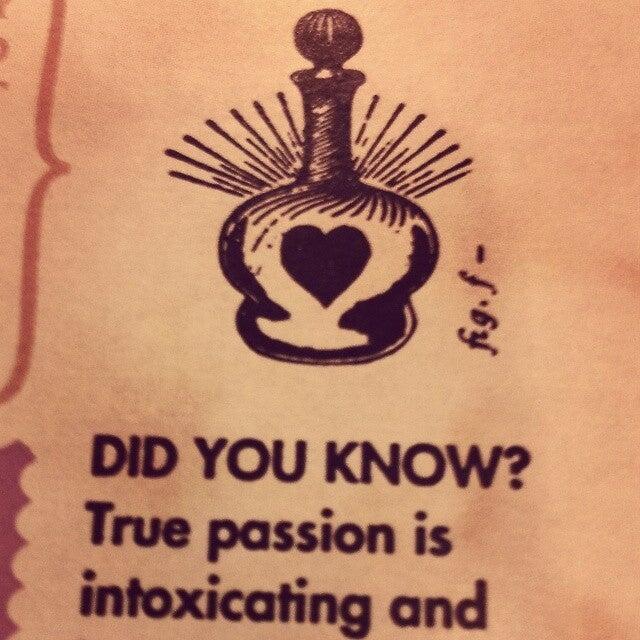 fig. f -
DID YOU KNOW?
True passion is
intoxicating and